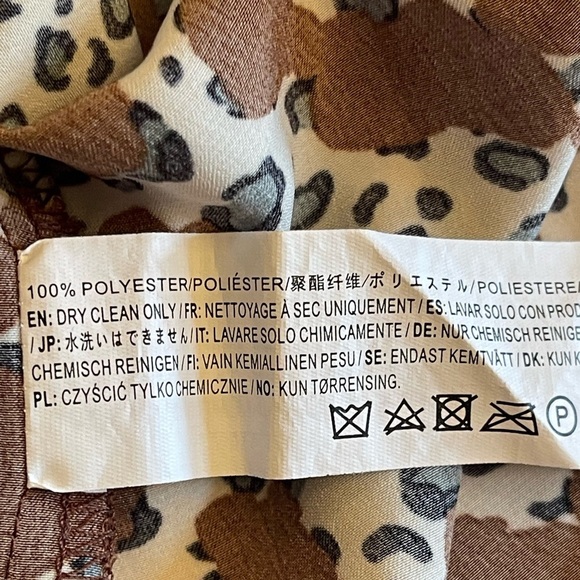 100% POLYESTER/POLIÉSTER/聚酯纤维/ポリエステル/POLIESTERE/
EN: DRY CLEAN ONLY/FR: NETTOYAGE À SEC UNIQUEMENT/ES: LAVAR SOLO CON PROD
/JP: 水洗いはできません/IT: LAVARE SOLO CHIMICAMENTE/DE: NUR CHEMISCH REINIGE
CHEMISCH REINIGEN/FI: VAIN KEMIALLINEN PESU/SE: ENDAST KEMTVÄTT/DK: KUN K
PL: CZYŚCIĆ TYLKO CHEMICZNIE/NO: KUN TØRRENSING.
P